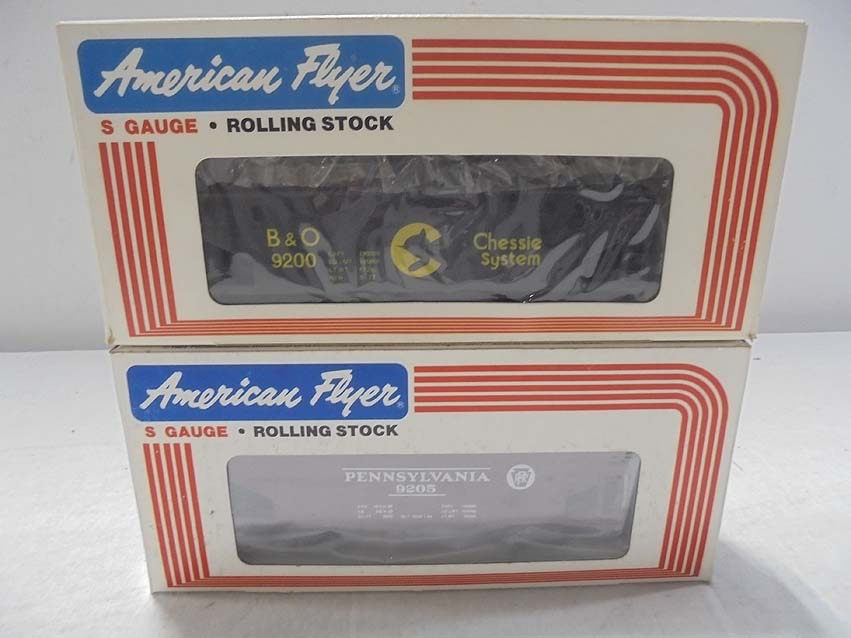 American Flyer®
S GAUGE • ROLLING STOCK
B & O
9200
Chessie
System
American Flyer®
S GAUGE • ROLLING STOCK
PENNSYLVANIA
9205